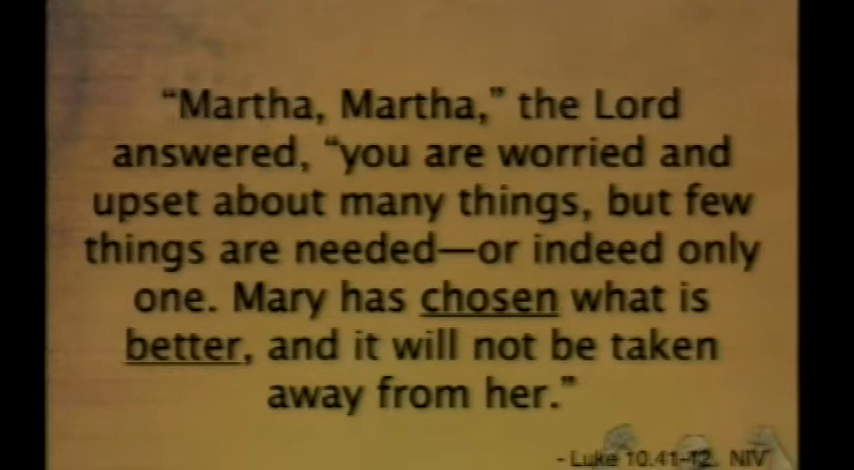 “Martha, Martha,” the Lord
answered, “you are worried and
upset about many things, but few
things are needed—or indeed only
one. Mary has chosen what is
better, and it will not be taken
away from her.”
- Luke 10.41-42. NIV